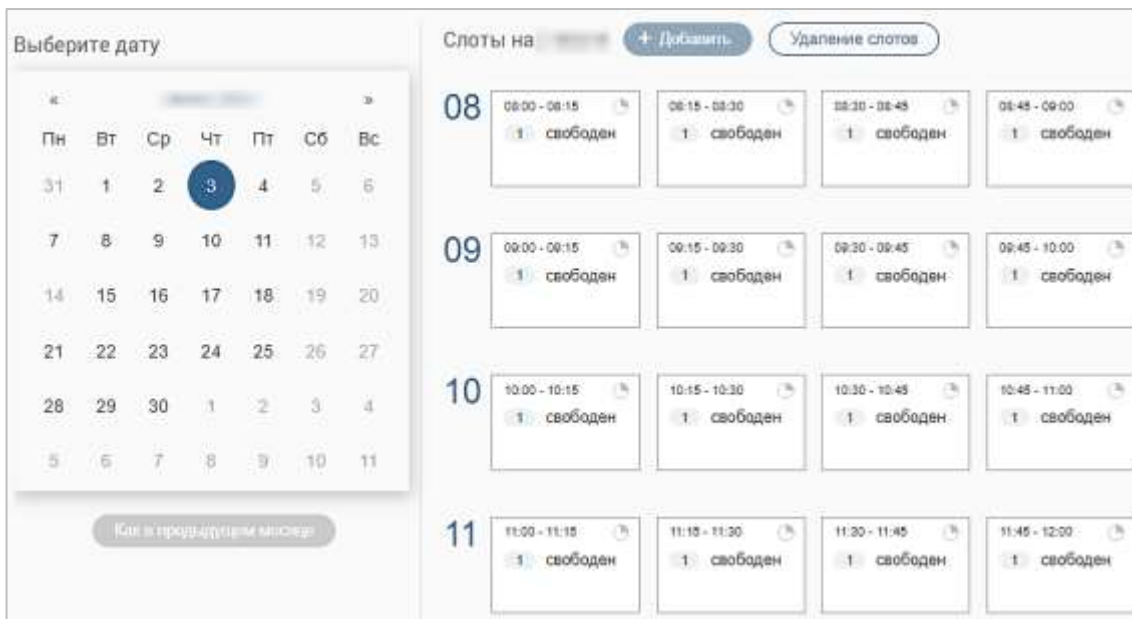 Выберите дату
« »
Пн Вт Ср Чт Пт Сб Вс
31 1 2 3 4 5 6
7 8 9 10 11 12 13
14 15 16 17 18 19 20
21 22 23 24 25 26 27
28 29 30 1 2 3 4
5 6 7 8 9 10 11
Как в предыдущем месяце
Слоты на
+ Добавить
Удаление слотов
08
08:00 - 08:15 08:15 - 08:30 08:30 - 08:45 08:45 - 09:00
1 свободен 1 свободен 1 свободен 1 свободен
09
09:00 - 09:15 09:15 - 09:30 09:30 - 09:45 09:45 - 10:00
1 свободен 1 свободен 1 свободен 1 свободен
10
10:00 - 10:15 10:15 - 10:30 10:30 - 10:45 10:45 - 11:00
1 свободен 1 свободен 1 свободен 1 свободен
11
11:00 - 11:15 11:15 - 11:30 11:30 - 11:45 11:45 - 12:00
1 свободен 1 свободен 1 свободен 1 свободен